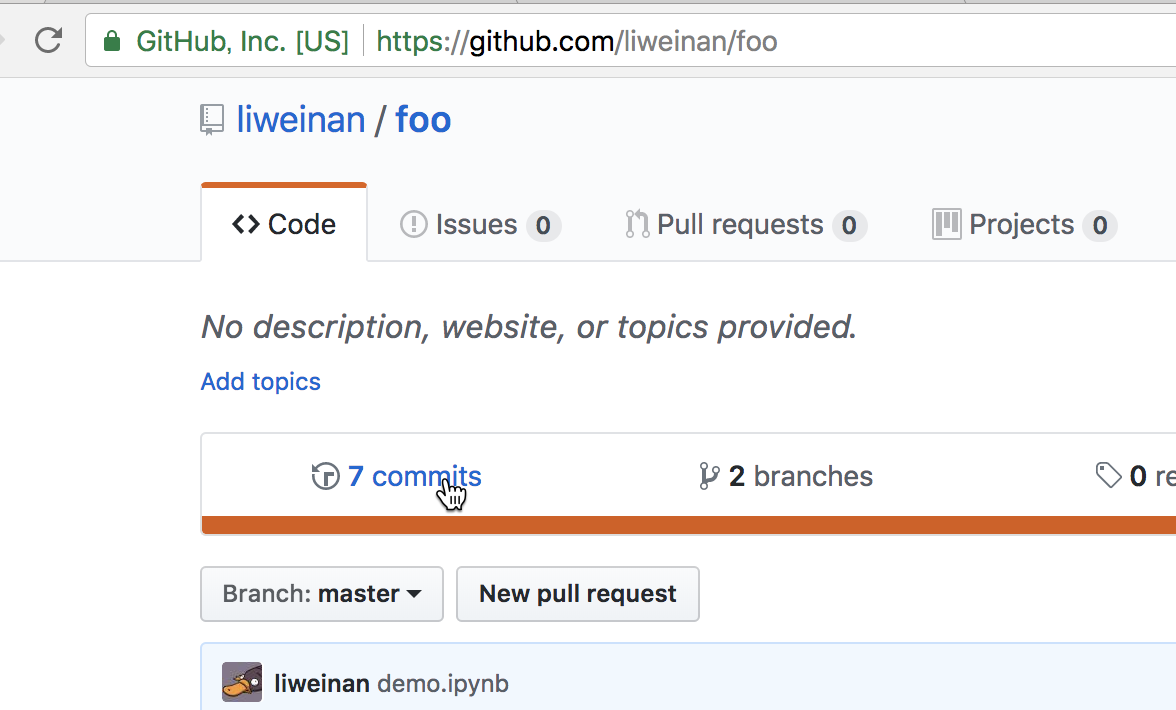 GitHub, Inc. [US] https://github.com/liweinan/foo
liweinan / foo
Code Issues 0 Pull requests 0 Projects 0
No description, website, or topics provided.
Add topics
7 commits 2 branches 0
Branch: master New pull request
liweinan demo.ipynb